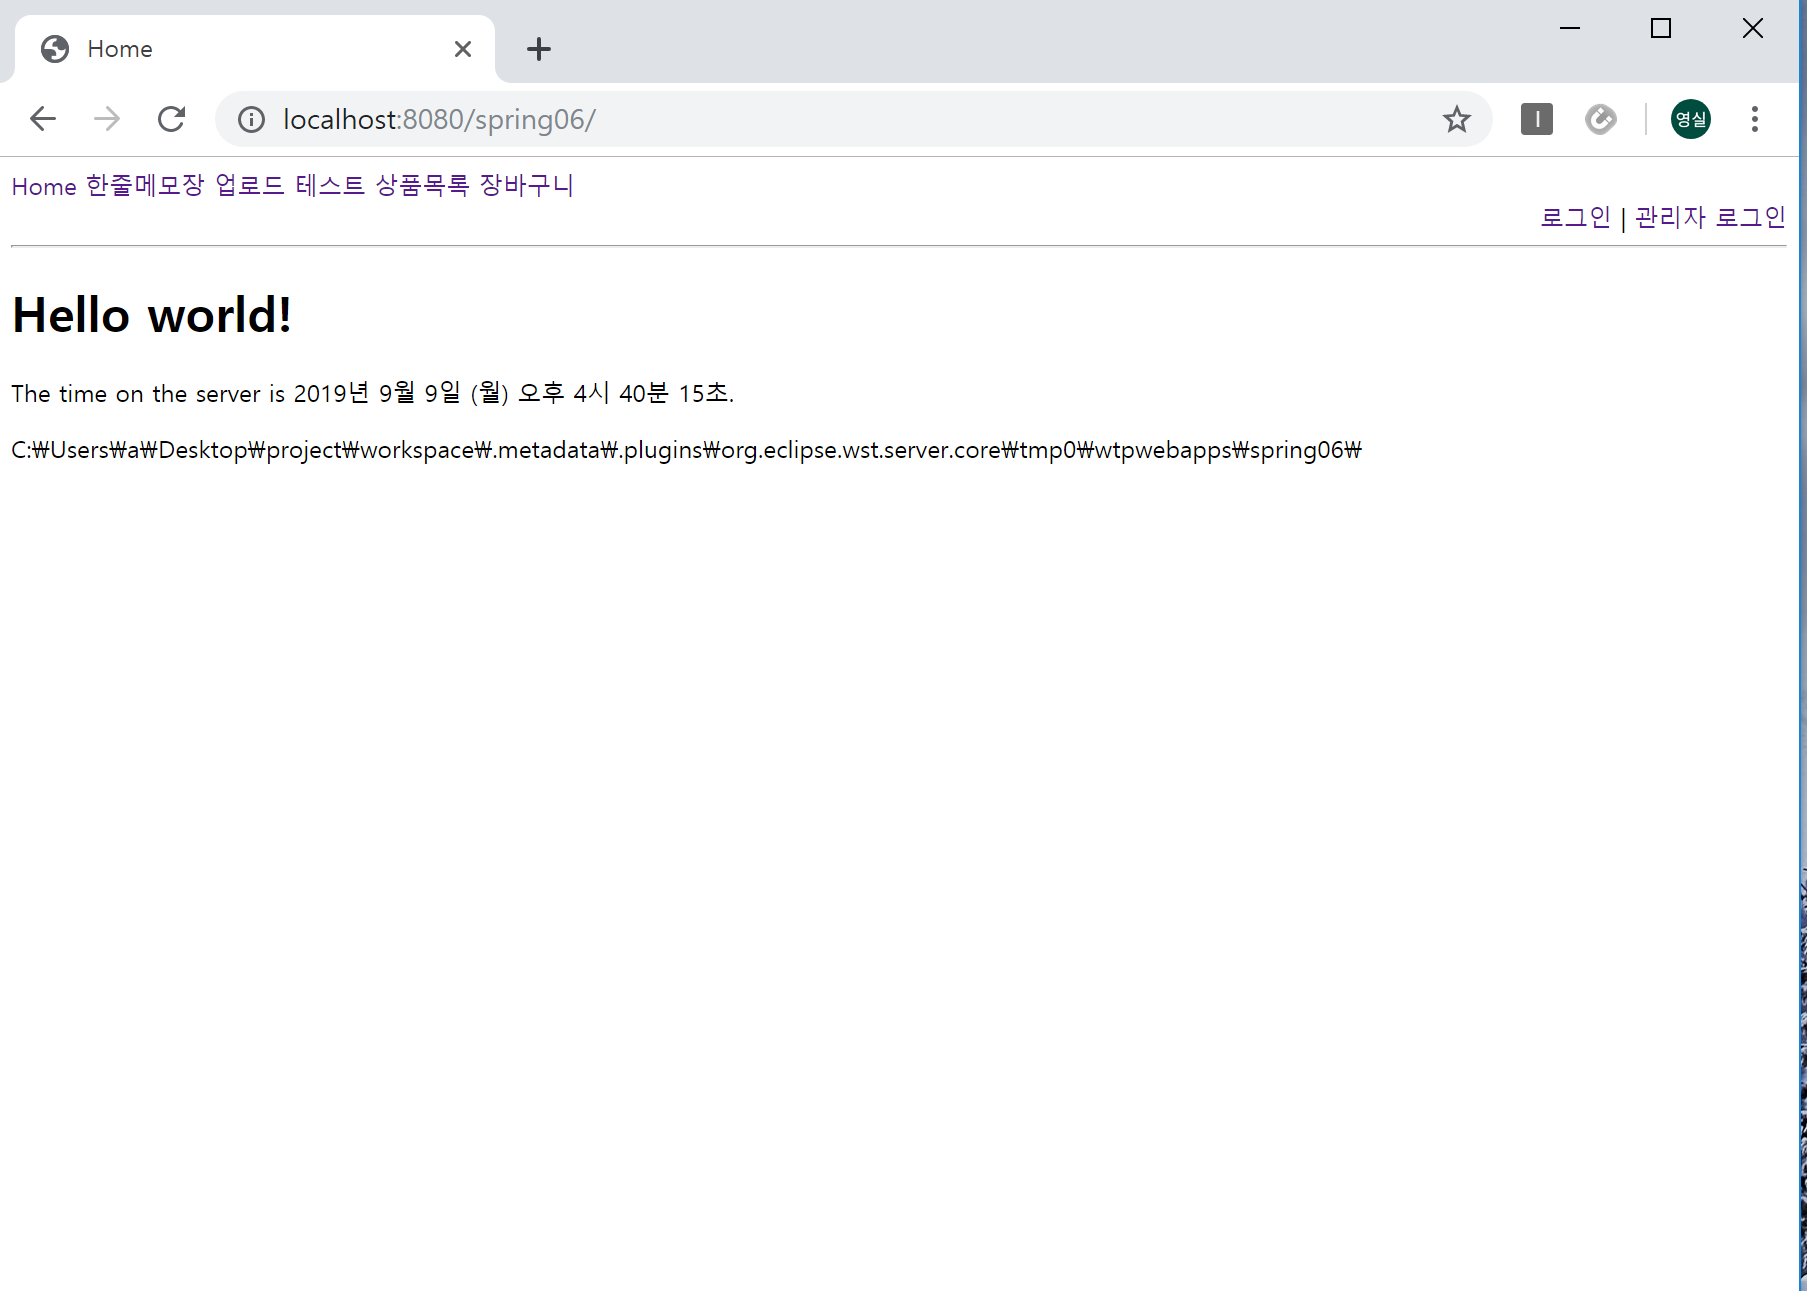 Home
localhost:8080/spring06/
영실
Home 한줄메모장 업로드 테스트 상품목록 장바구니
로그인 | 관리자 로그인
Hello world!
The time on the server is 2019년 9월 9일 (월) 오후 4시 40분 15초.
C:₩Users₩a₩Desktop₩project₩workspace₩.metadata₩.plugins₩org.eclipse.wst.server.core₩tmp0₩wtpwebapps₩spring06₩